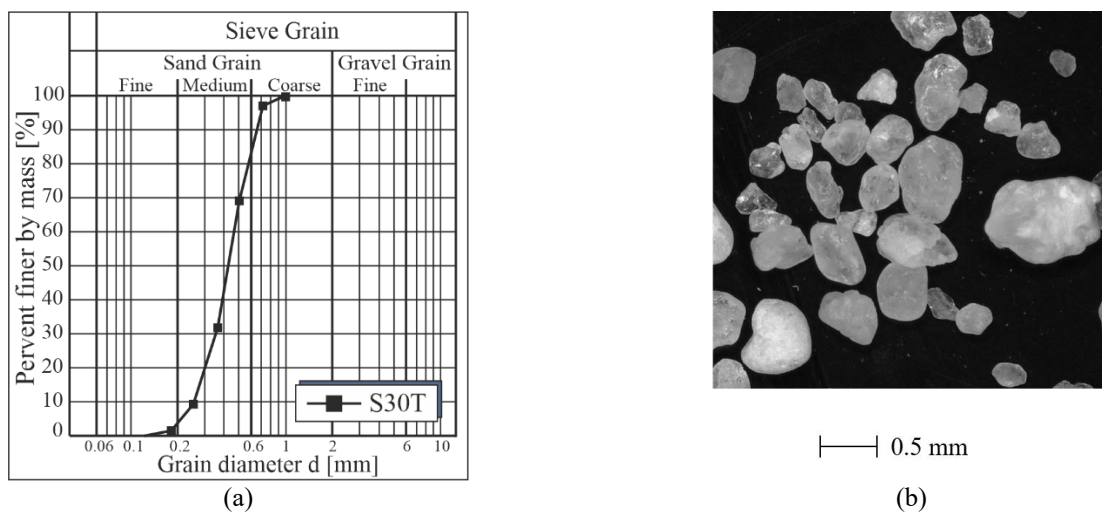 Sieve Grain
Sand Grain Gravel Grain
Fine Medium Coarse Fine
100
90
80
70
60
50
40
30
20
10
0
Pervent finer by mass [%]
S30T
0.06 0.1 0.2 0.6 1 2 6 10
Grain diameter d [mm]
(a)
0.5 mm
(b)